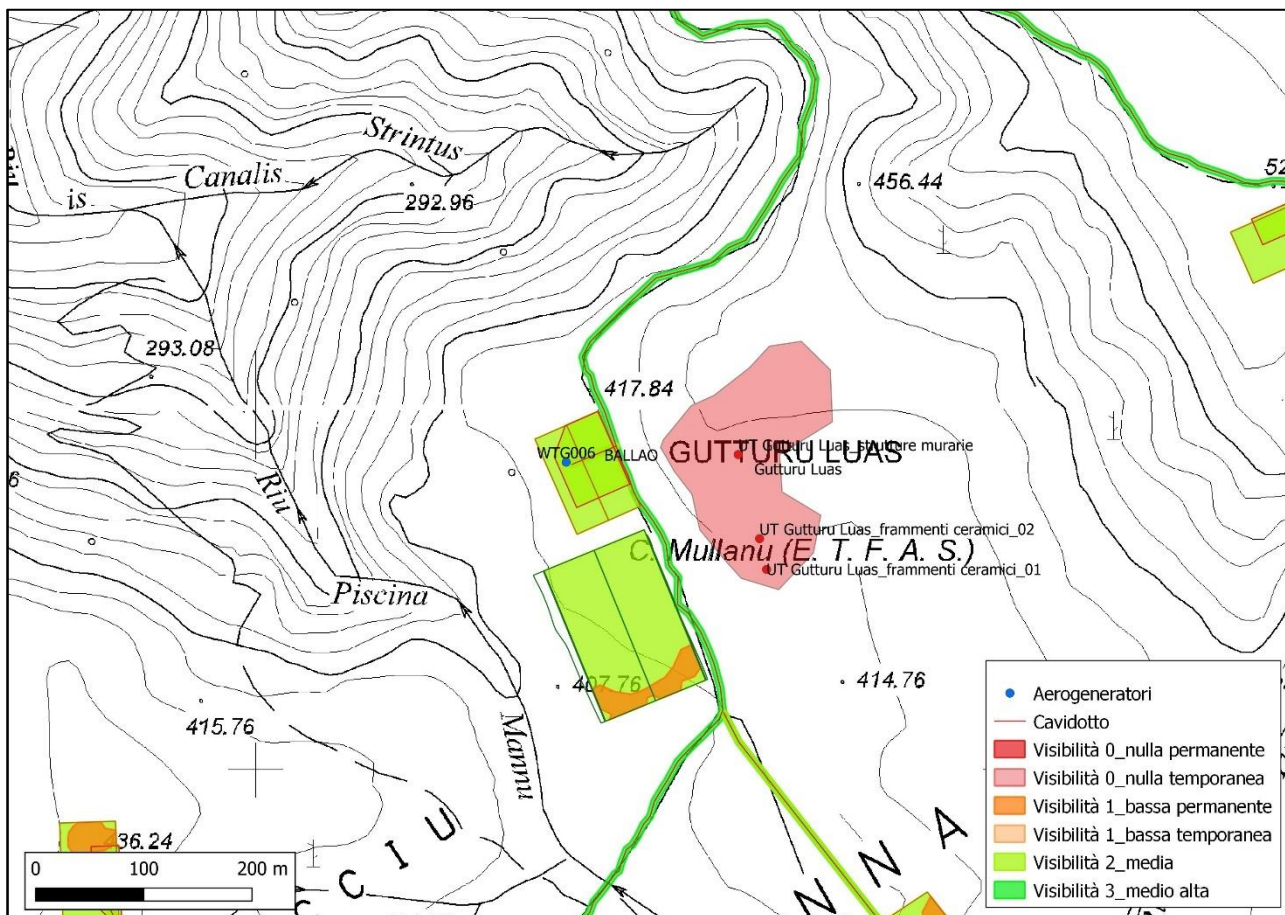 Strintus
Canalis
is
292.96
456.44
52
293.08
417.84
UT Gutturu Luas_strutture murarie
WTG006
BALLAO
GUTTURU LUAS
Gutturu Luas
6
Riu
UT Gutturu Luas_frammenti ceramici_02
C. Mullanu (E. T. F. A. S.)
UT Gutturu Luas_frammenti ceramici_01
Piscina
407.76
414.76
415.76
Mannu
436.24
C C I U
N N A
0 100 200 m
Aerogeneratori
Cavidotto
Visibilità 0_nulla permanente
Visibilità 0_nulla temporanea
Visibilità 1_bassa permanente
Visibilità 1_bassa temporanea
Visibilità 2_media
Visibilità 3_medio alta